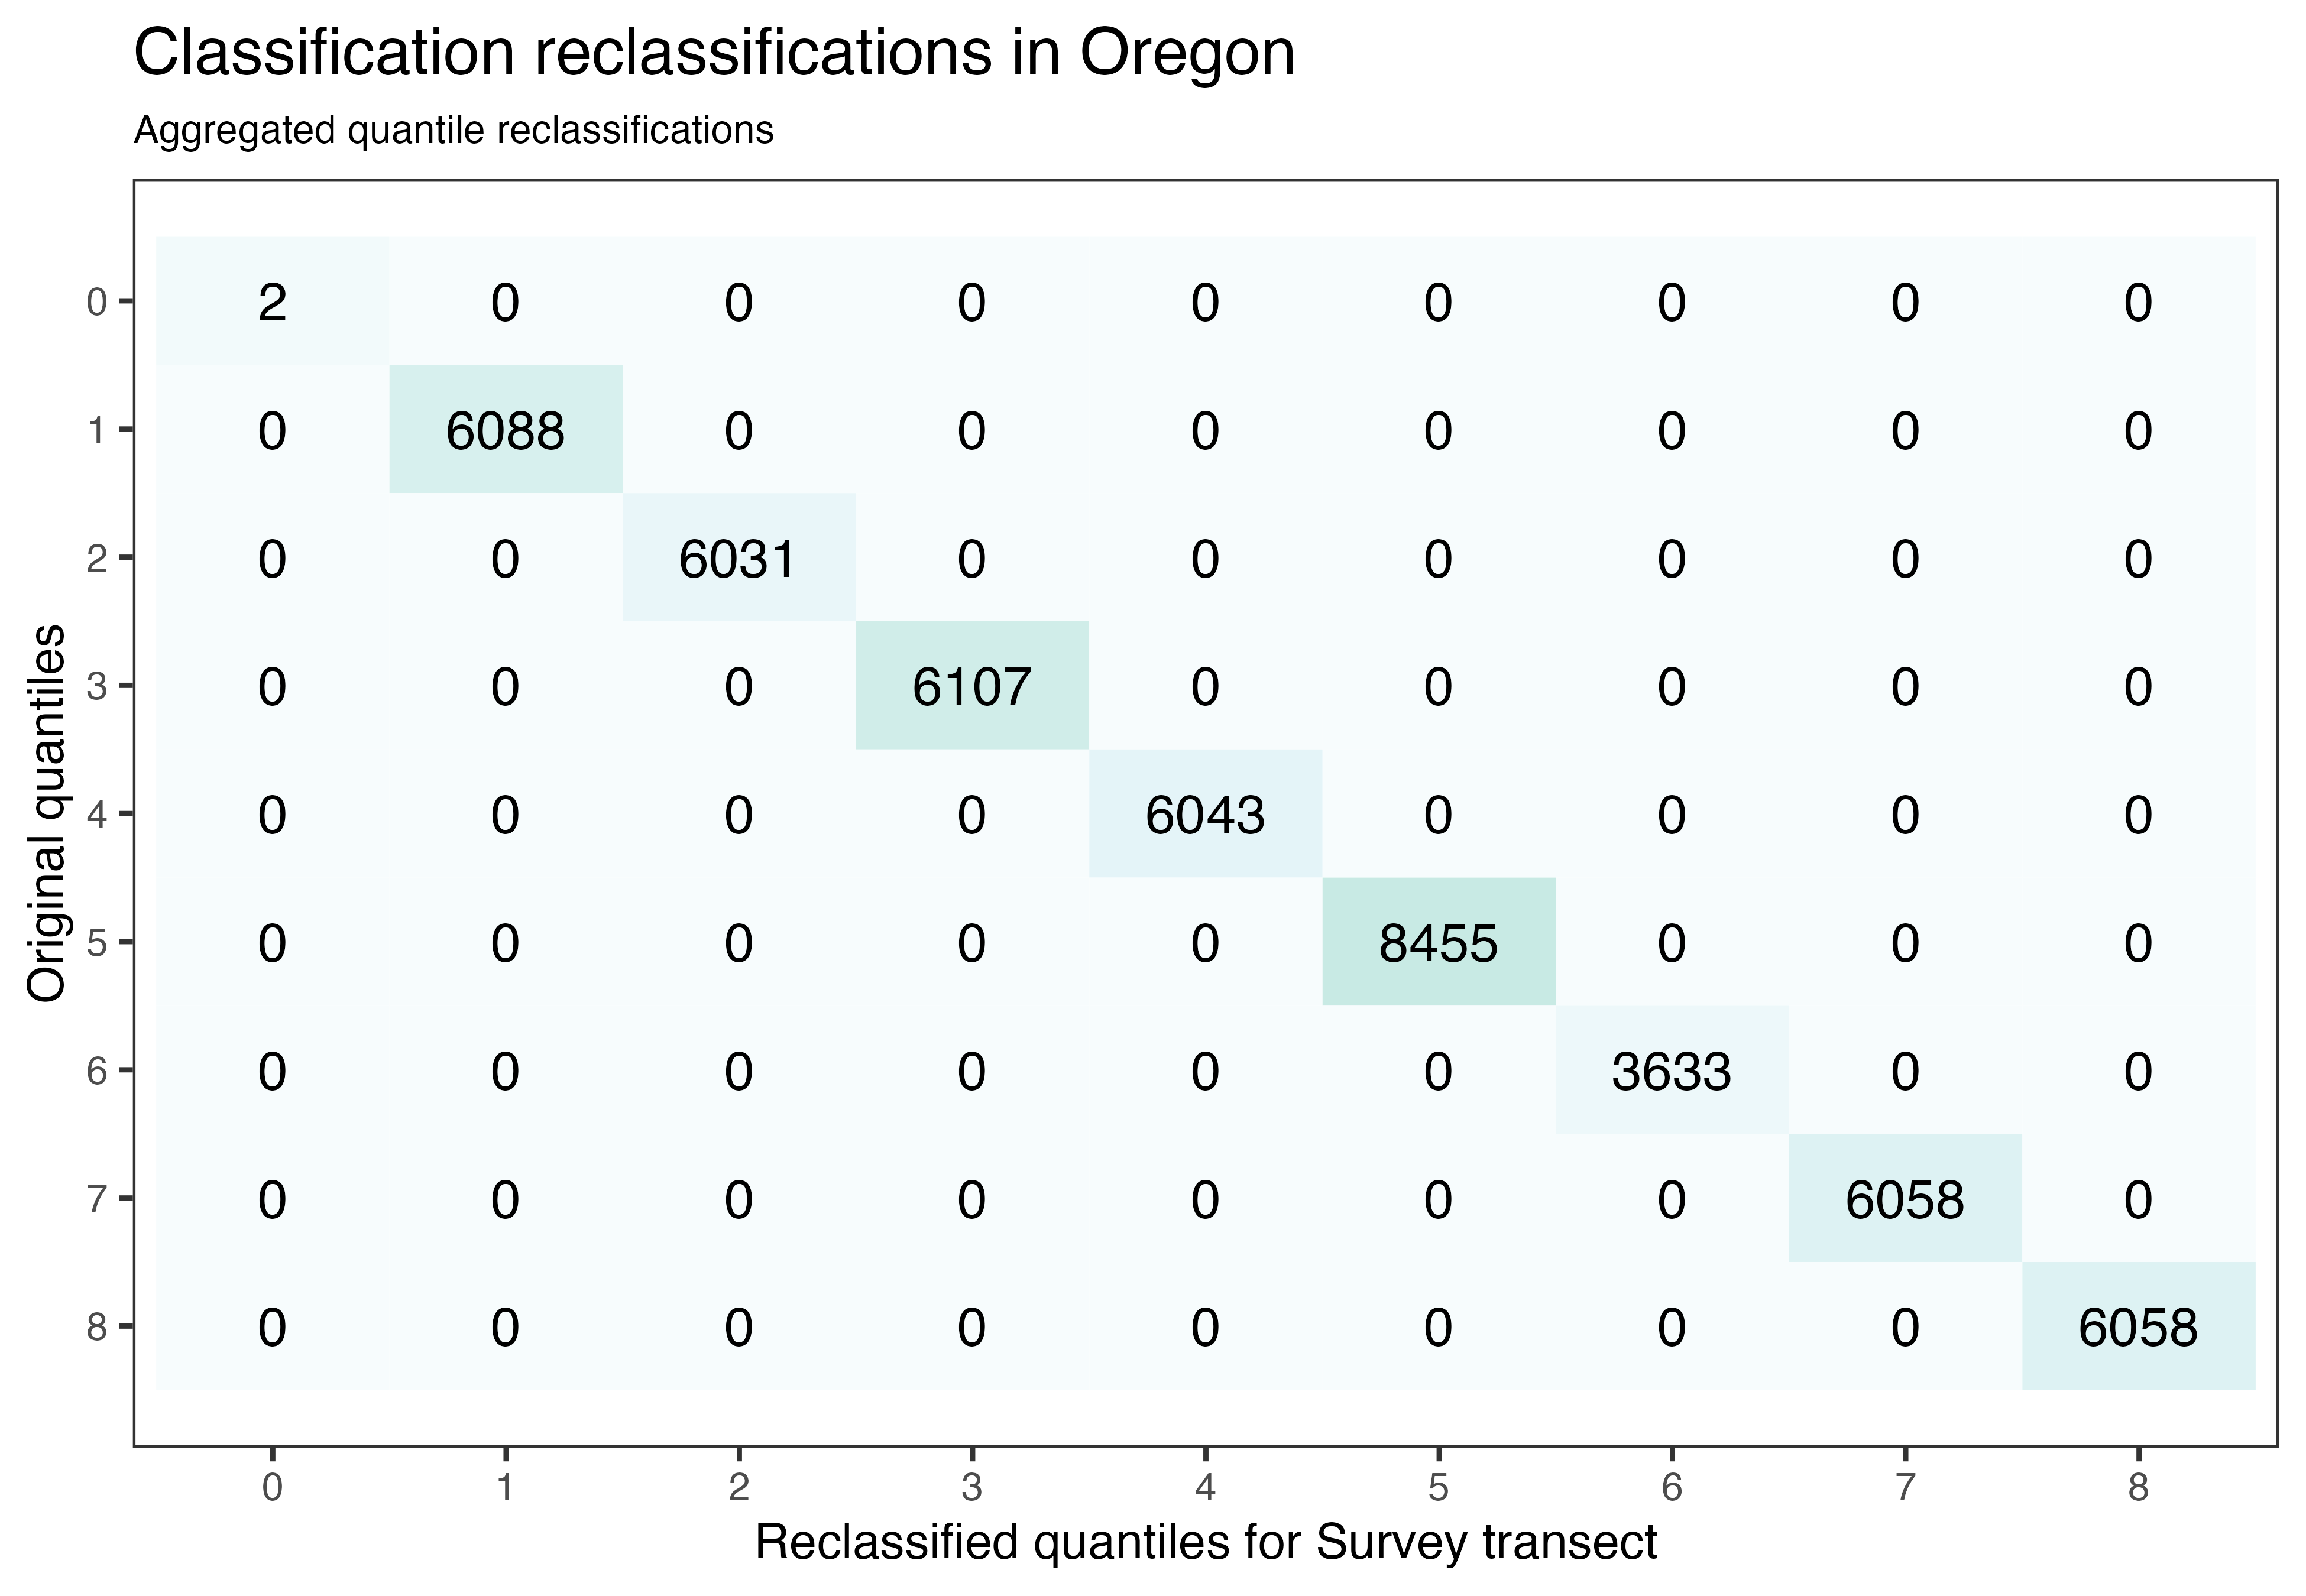 Classification reclassifications in Oregon
Aggregated quantile reclassifications
Original quantiles
0 2 0 0 0 0 0 0 0 0
1 0 6088 0 0 0 0 0 0 0
2 0 0 6031 0 0 0 0 0 0
3 0 0 0 6107 0 0 0 0 0
4 0 0 0 0 6043 0 0 0 0
5 0 0 0 0 0 8455 0 0 0
6 0 0 0 0 0 0 3633 0 0
7 0 0 0 0 0 0 0 6058 0
8 0 0 0 0 0 0 0 0 6058
0 1 2 3 4 5 6 7 8
Reclassified quantiles for Survey transect